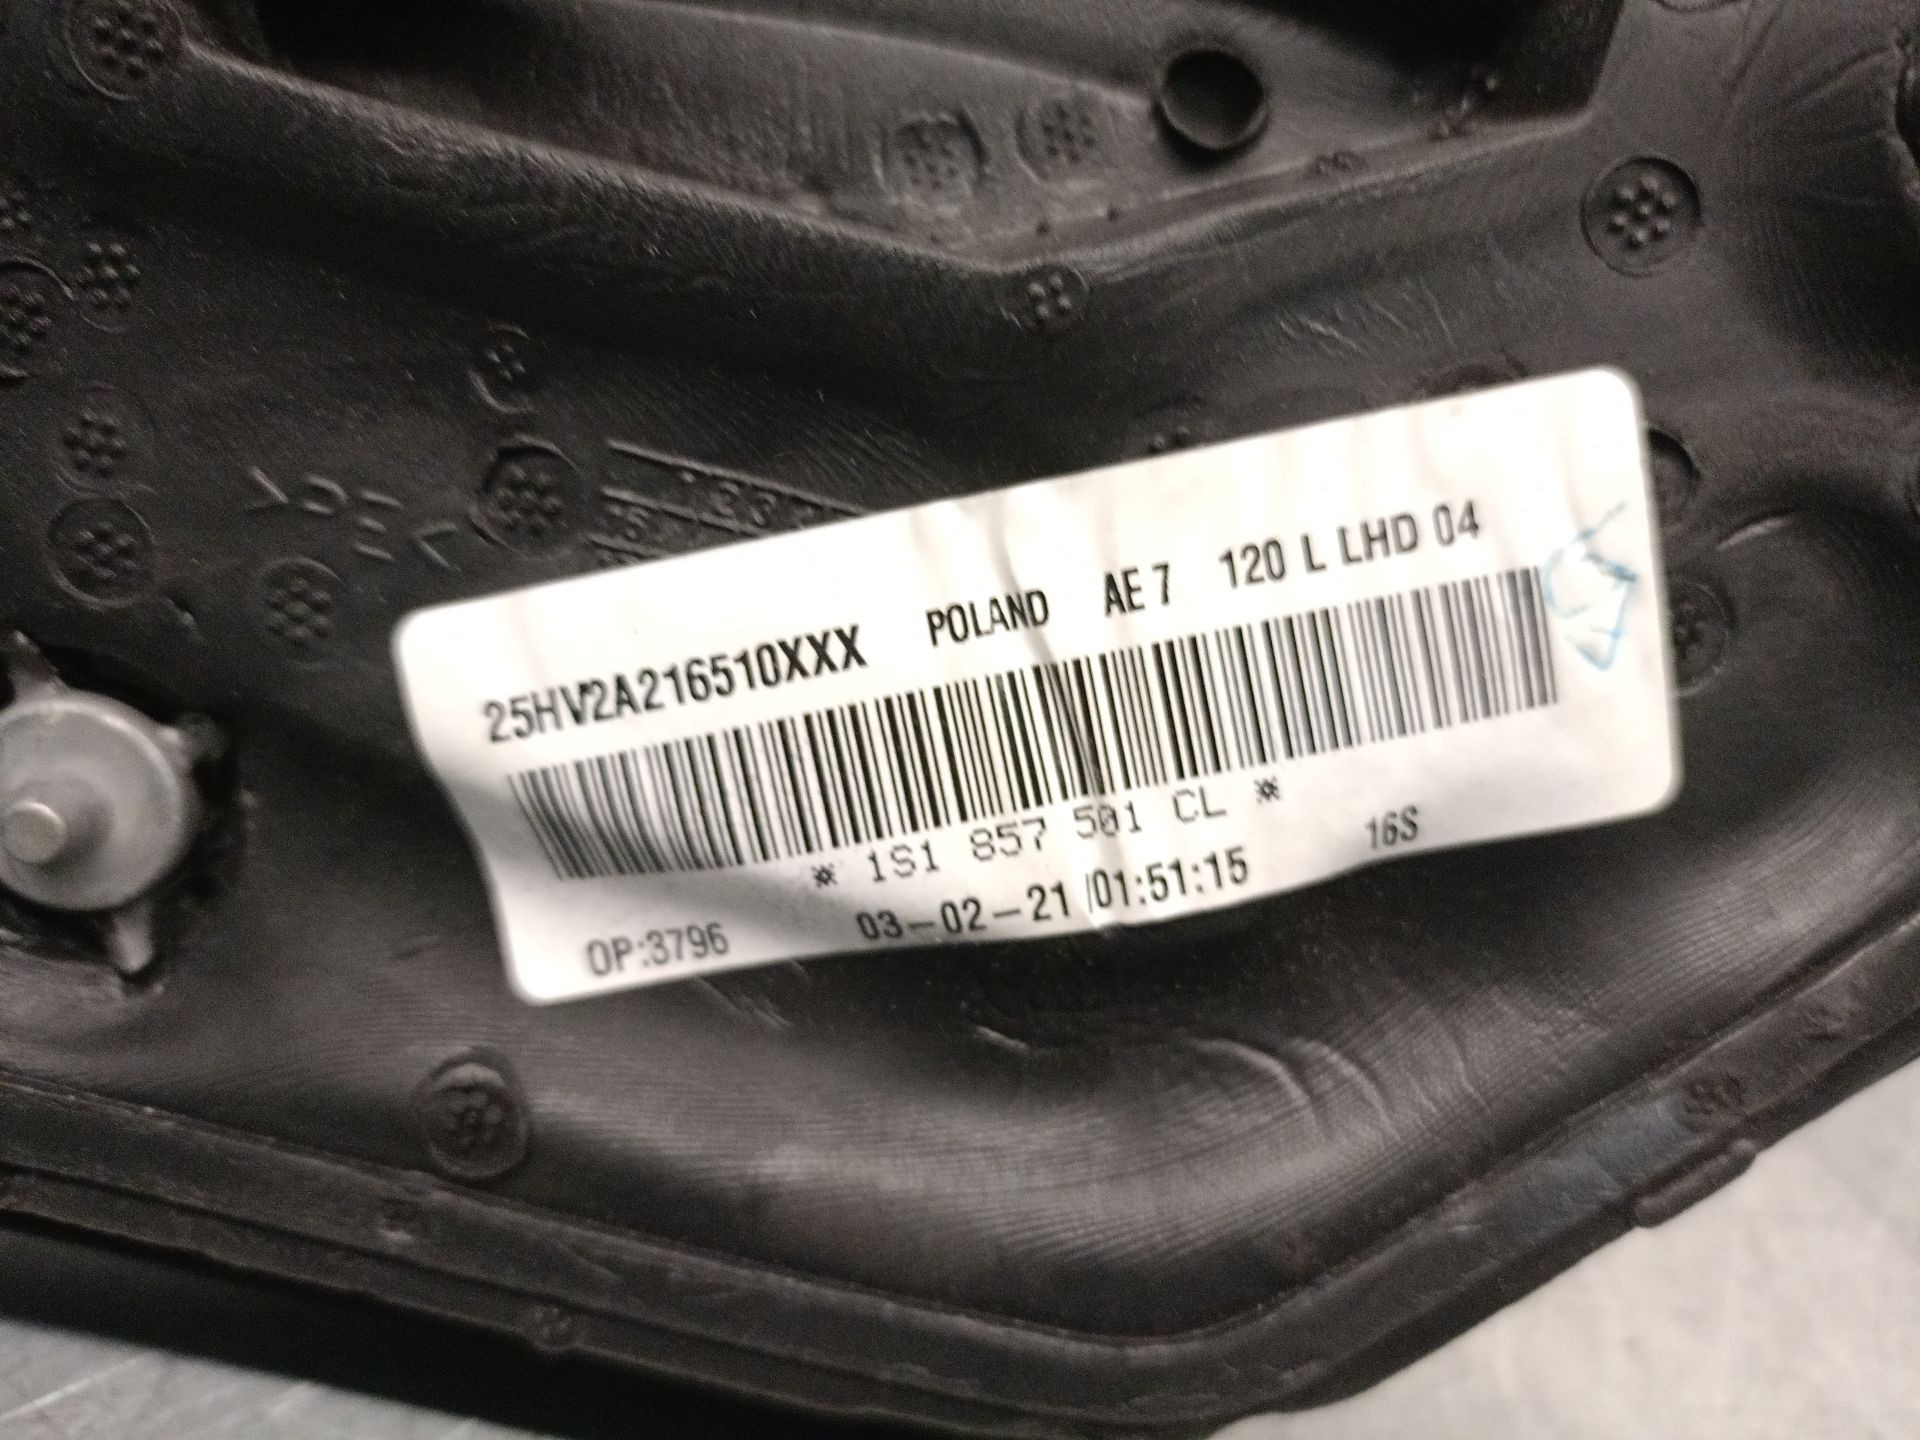 25HV2A216510XXX POLAND AE 7 120 L LHD 04
* 1S1 857 501 CL *
OP:3796 03-02-21 /01:51:15 16S